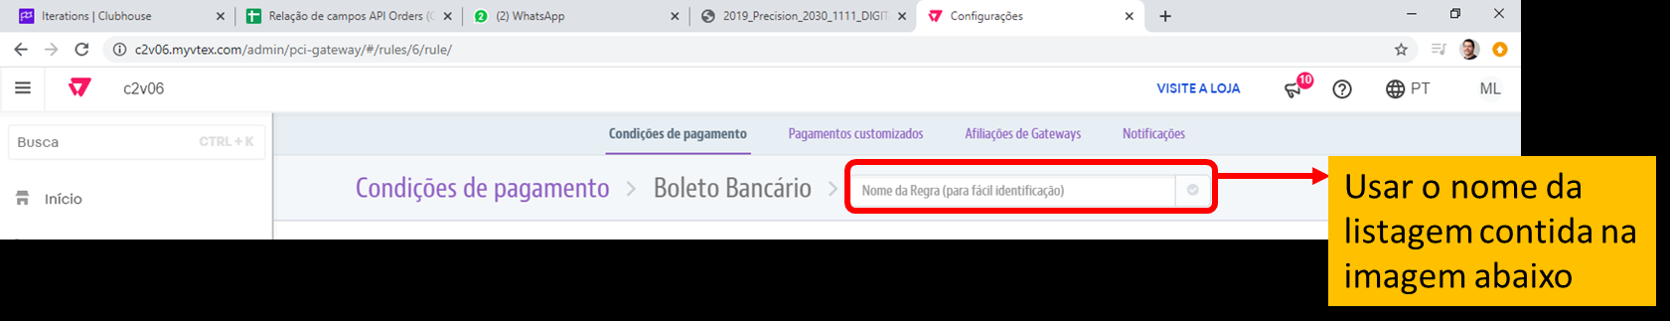 Iterations | Clubhouse
Relação de campos API Orders (
(2) WhatsApp
2019_Precision_2030_1111_DIGIT
Configurações
c2v06.myvtex.com/admin/pci-gateway/#/rules/6/rule/
c2v06
VISITE A LOJA
10
PT
ML
Busca
CTRL + K
Condições de pagamento
Pagamentos customizados
Afiliações de Gateways
Notificações
Início
Condições de pagamento > Boleto Bancário >
Nome da Regra (para fácil identificação)
Usar o nome da
listagem contida na
imagem abaixo